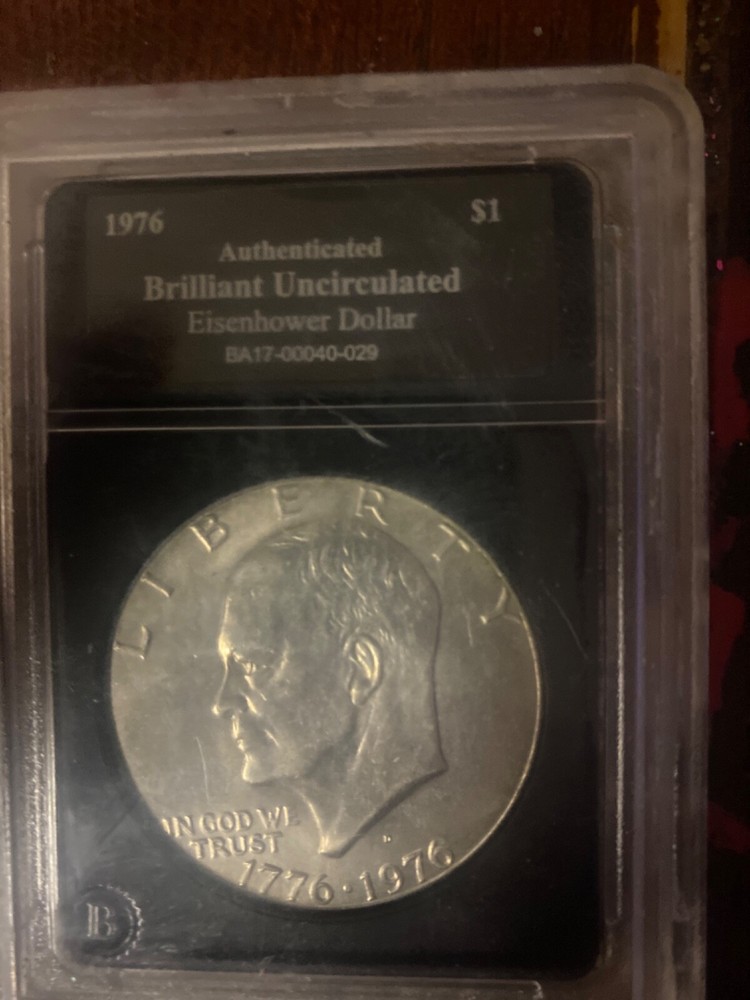 1976 $1
Authenticated
Brilliant Uncirculated
Eisenhower Dollar
BA17-00040-029
LIBERTY
IN GOD WE
TRUST
1776·1976
B